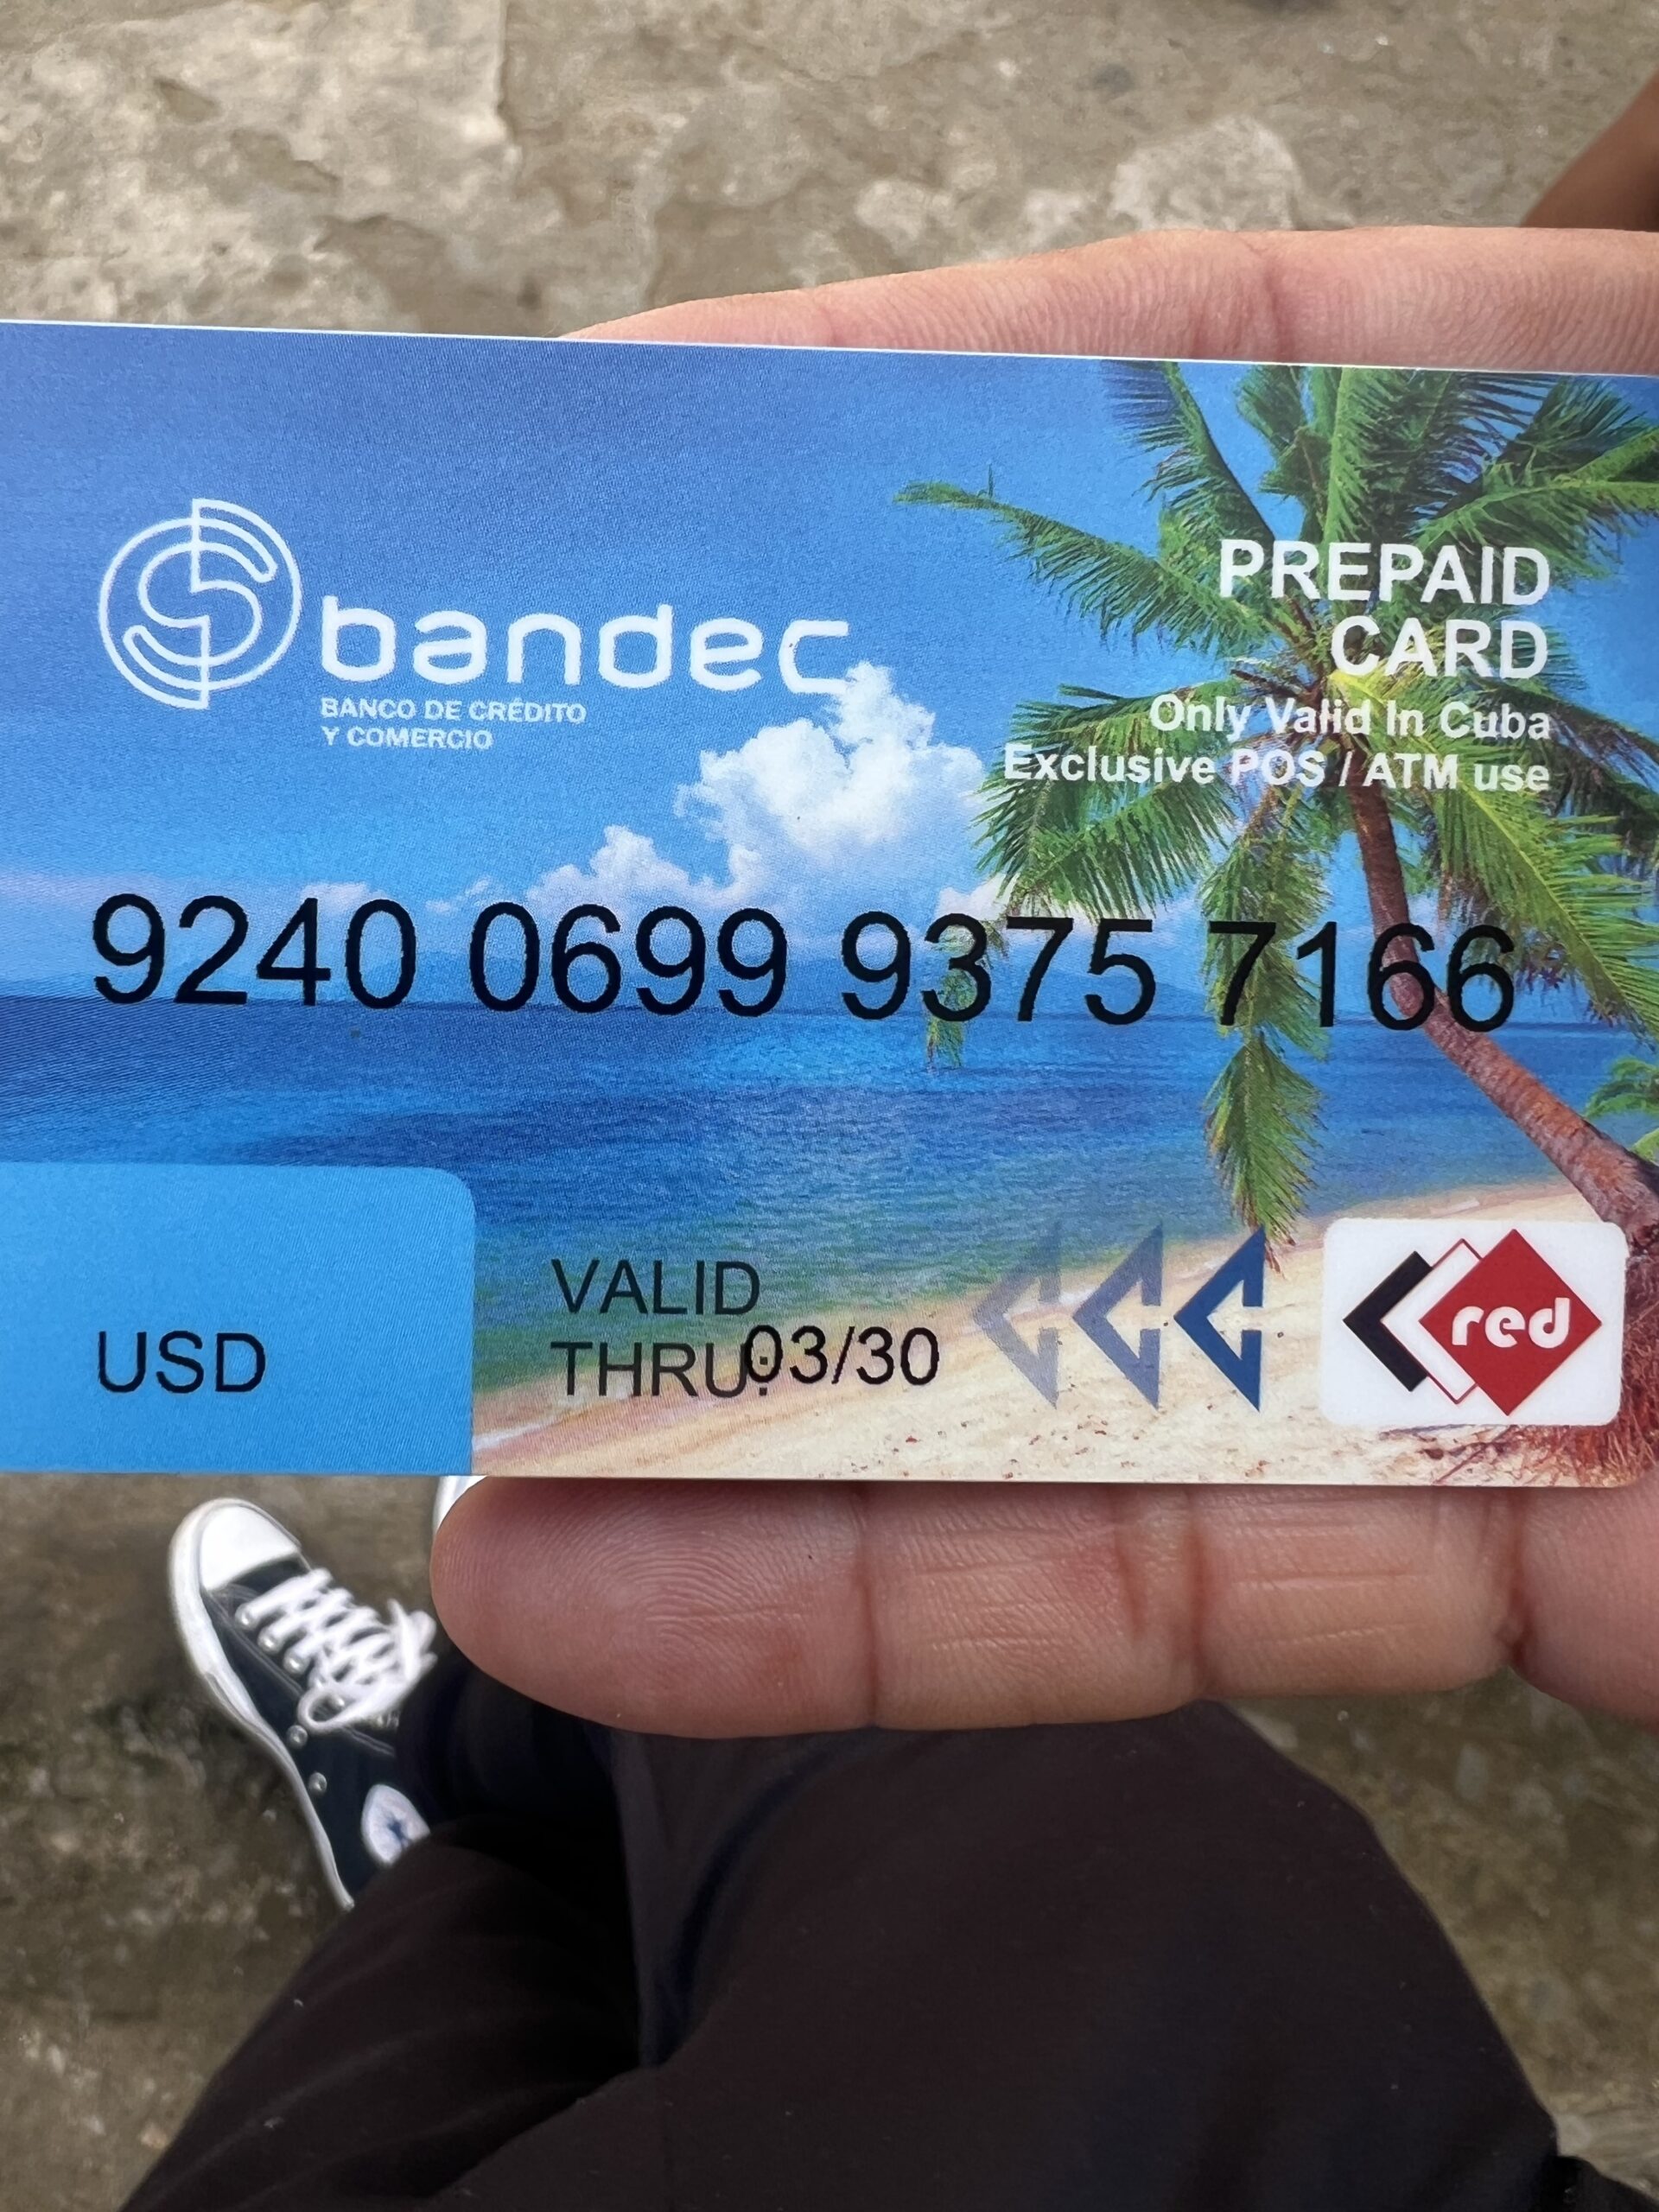 bandec
BANCO DE CRÉDITO
Y COMERCIO
PREPAID
CARD
Only Valid In Cuba
Exclusive POS / ATM use
9240 0699 9375 7166
USD
VALID
THRU: 03/30
red